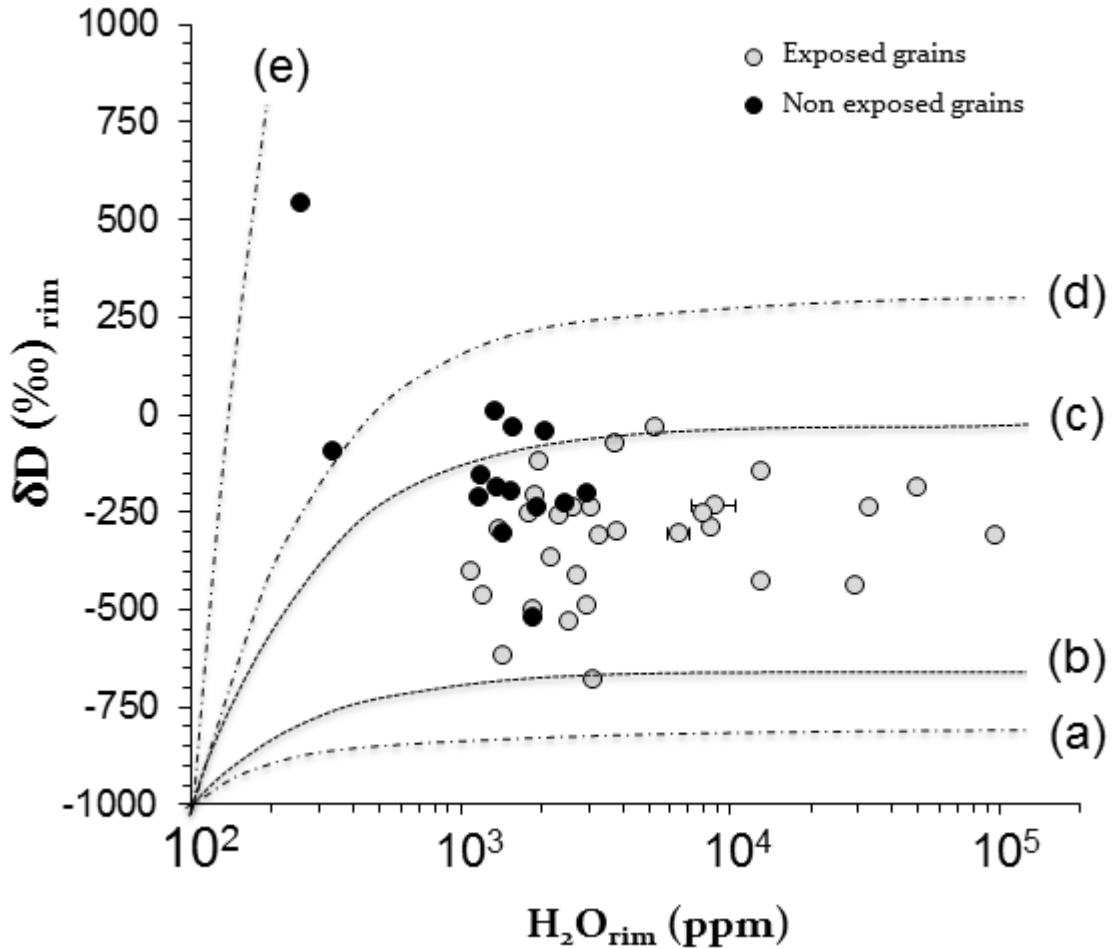 1000
750
500
250
0
-250
-500
-750
-1000
δD (‰) rim
(e)
Exposed grains
Non exposed grains
(d)
(c)
(b)
(a)
10²
10³
10⁴
10⁵
H₂Orim (ppm)